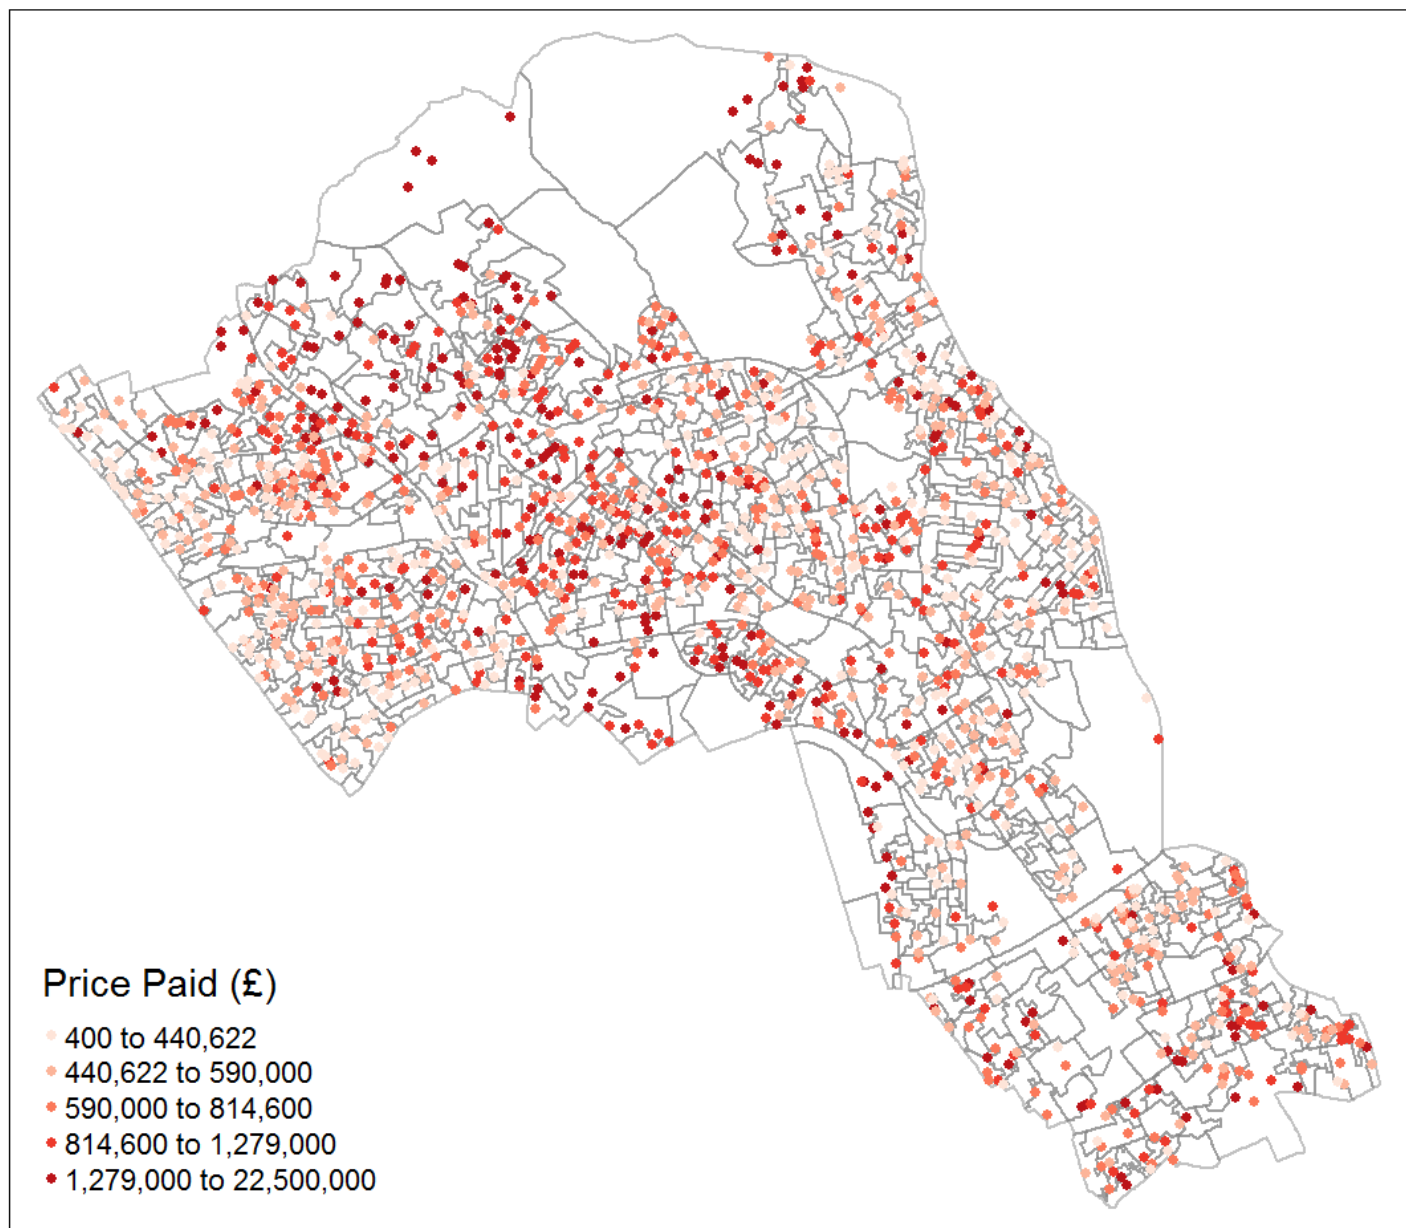 Price Paid (£)
400 to 440,622
440,622 to 590,000
590,000 to 814,600
814,600 to 1,279,000
1,279,000 to 22,500,000